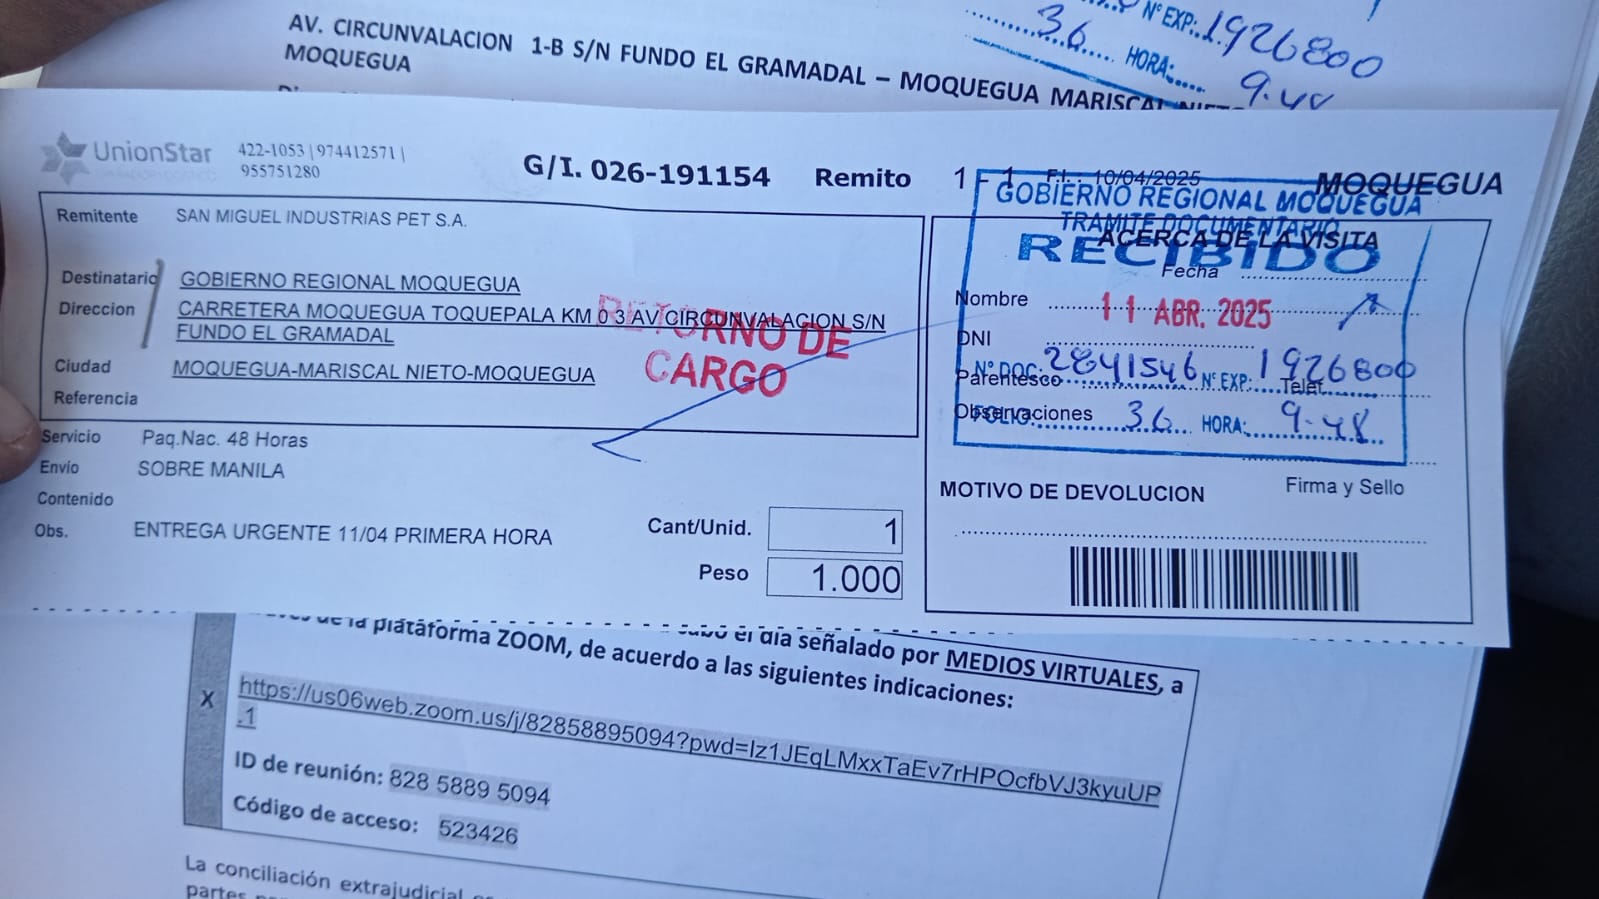 AV. CIRCUNVALACION 1-B S/N FUNDO EL GRAMADAL – MOQUEGUA MARISCAL NIETO
MOQUEGUA
N° EXP: 1926800
36 HORA: 9.48
UnionStar
422-1053 | 974412571 |
955751280
G/I. 026-191154 Remito 1 - 1 F.I.: 10/04/2025 MOQUEGUA
Remitente SAN MIGUEL INDUSTRIAS PET S.A.
Destinatario GOBIERNO REGIONAL MOQUEGUA
Direccion CARRETERA MOQUEGUA TOQUEPALA KM 0 3 AV CIRCUNVALACION S/N
FUNDO EL GRAMADAL
Ciudad MOQUEGUA-MARISCAL NIETO-MOQUEGUA
Referencia
RETORNO DE
CARGO
Servicio Paq.Nac. 48 Horas
Envio SOBRE MANILA
Contenido
Obs. ENTREGA URGENTE 11/04 PRIMERA HORA
Cant/Unid. 1
Peso 1.000
GOBIERNO REGIONAL MOQUEGUA
TRAMITE DOCUMENTARIO
ACERCA DE LA VISITA
RECIBIDO
Fecha
Nombre
11 ABR. 2025
DNI
N° DOC: 2841546 N° EXP: 1926800
Parentesco Telef.
Observaciones
FOLIO: 36 HORA: 9.48
MOTIVO DE DEVOLUCION
Firma y Sello
el día señalado por MEDIOS VIRTUALES, a
de la plataforma ZOOM, de acuerdo a las siguientes indicaciones:
X
https://us06web.zoom.us/j/82858895094?pwd=Iz1JEqLMxxTaEv7rHPOcfbVJ3kyuUP
.1
ID de reunión: 828 5889 5094
Código de acceso: 523426
La conciliación extrajudicial
partes